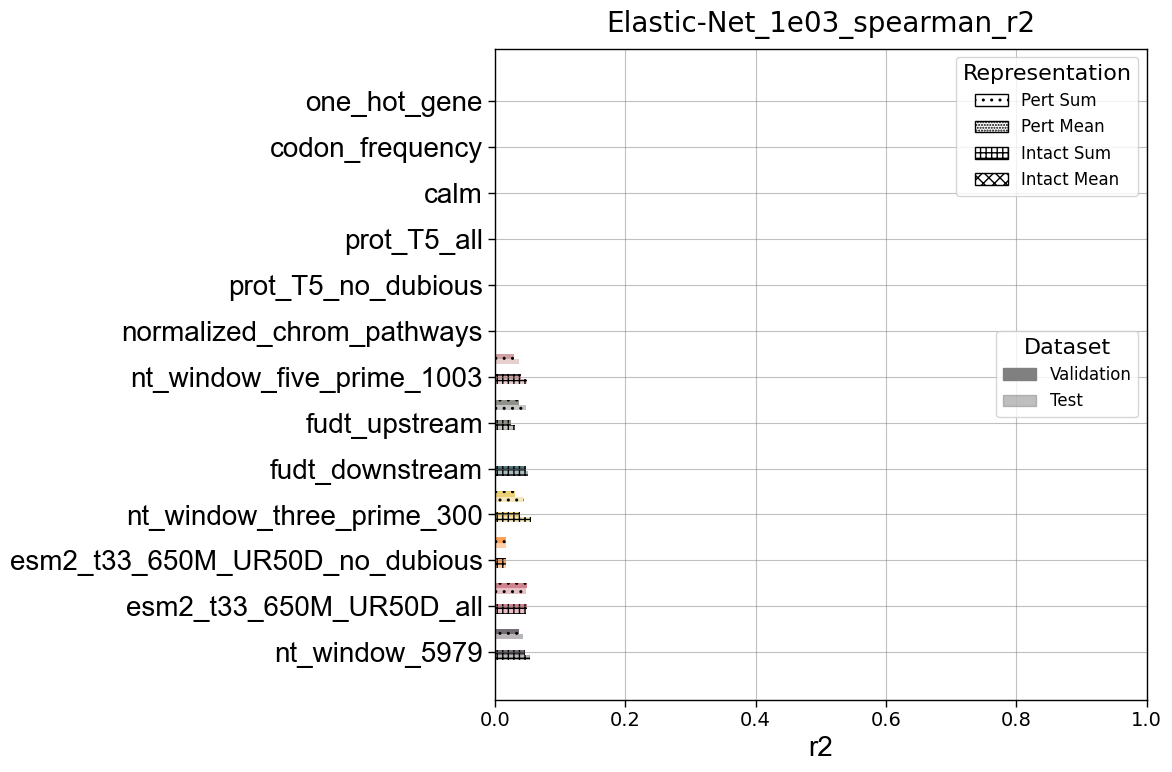 Elastic-Net_1e03_spearman_r2
Representation
Pert Sum
Pert Mean
Intact Sum
Intact Mean
Dataset
Validation
Test
one_hot_gene
codon_frequency
calm
prot_T5_all
prot_T5_no_dubious
normalized_chrom_pathways
nt_window_five_prime_1003
fudt_upstream
fudt_downstream
nt_window_three_prime_300
esm2_t33_650M_UR50D_no_dubious
esm2_t33_650M_UR50D_all
nt_window_5979
0.0 0.2 0.4 0.6 0.8 1.0
r2